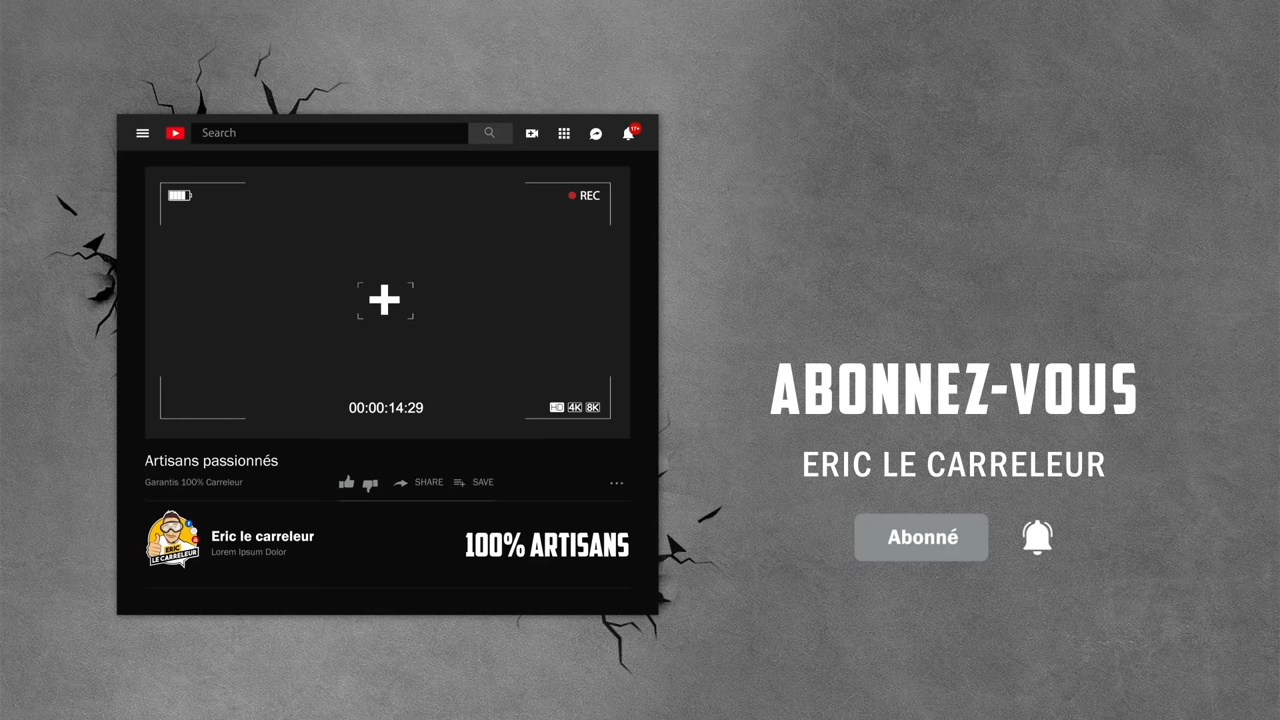 Search
17+
REC
00:00:14:29
HD 4K 8K
Artisans passionnés
Garantis 100% Carreleur
SHARE
SAVE
ERIC
LE CARRELEUR
Eric le carreleur
Lorem Ipsum Dolor
100% ARTISANS
ABONNEZ-VOUS
ERIC LE CARRELEUR
Abonné